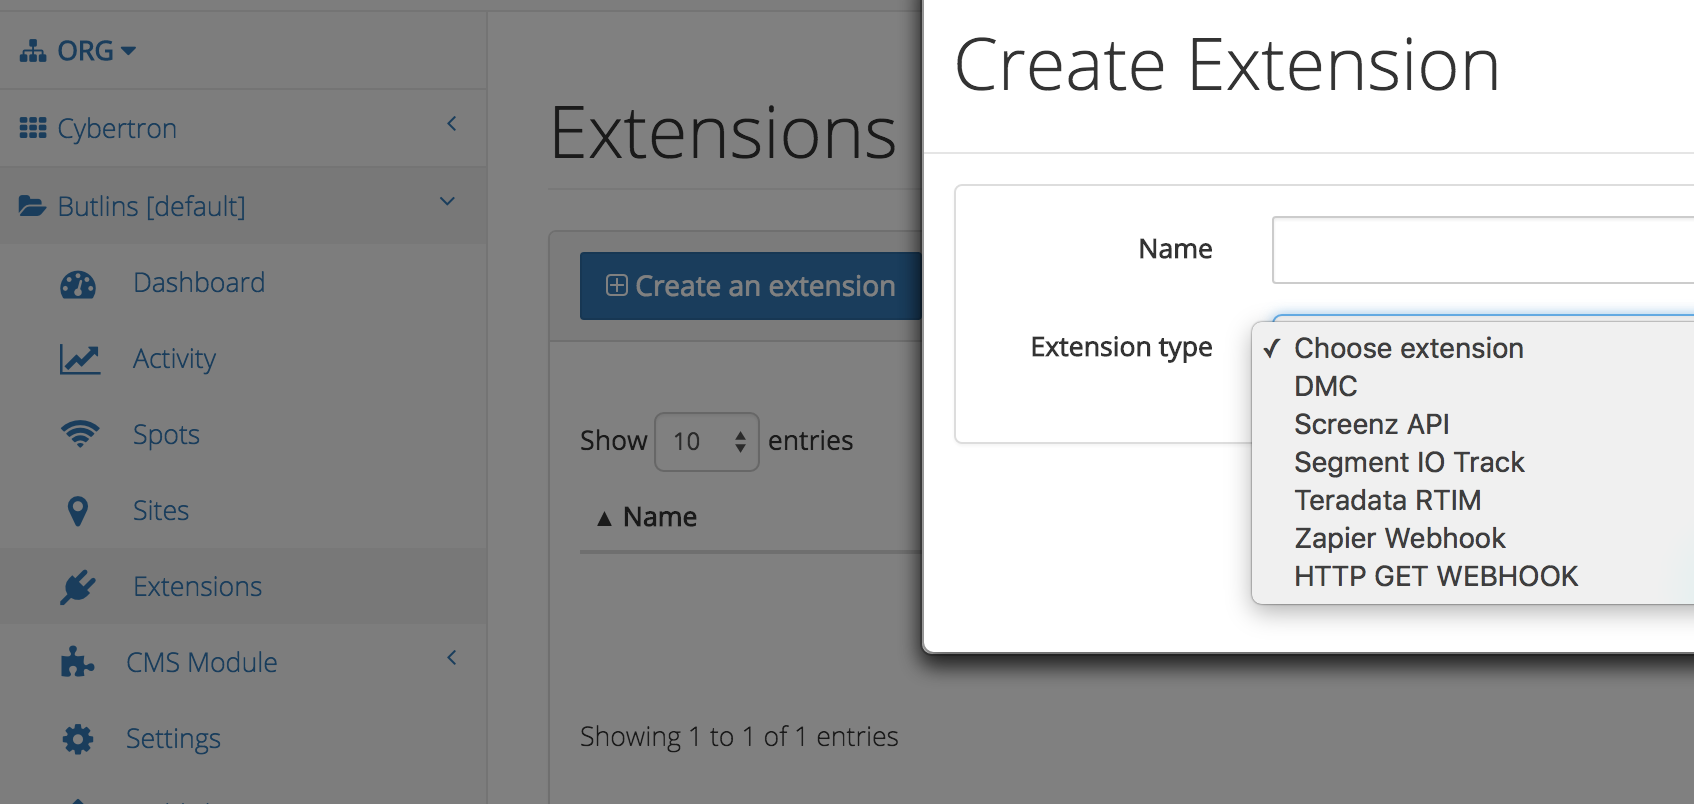 ORG
Cybertron
Butlins [default]
Dashboard
Activity
Spots
Sites
Extensions
CMS Module
Settings
Extensions
Create an extension
Show 10 entries
▲ Name
Showing 1 to 1 of 1 entries
Create Extension
Name
Extension type
✓ Choose extension
DMC
Screenz API
Segment IO Track
Teradata RTIM
Zapier Webhook
HTTP GET WEBHOOK